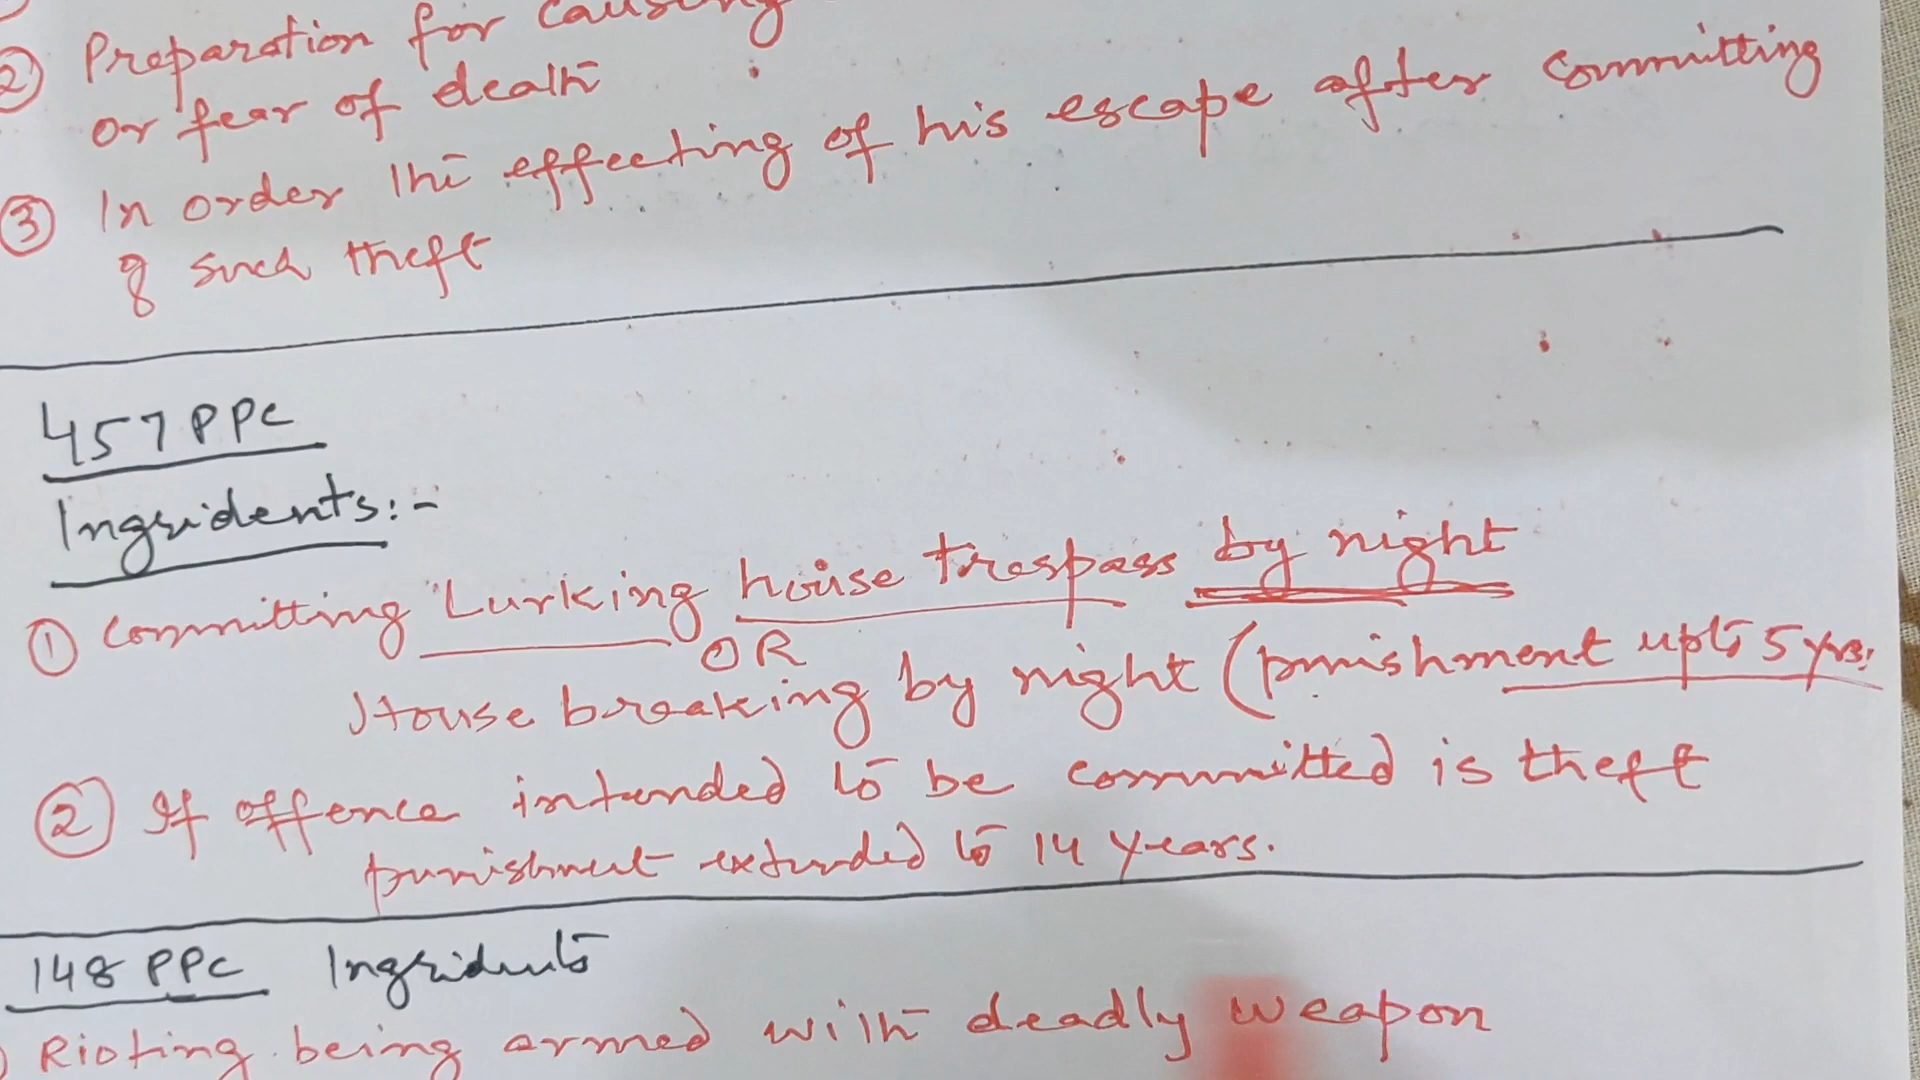 ② Preparation for causing
or fear of death
③ In order the effecting of his escape after committing
of such theft
457 PPC
Ingridents:-
① Committing Lurking house trespass by night
OR
House breaking by night (punishment upto 5 yrs.
② If offence intended to be committed is theft
punishment extended to 14 years.
148 PPC Ingridents
Rioting being armed with deadly weapon